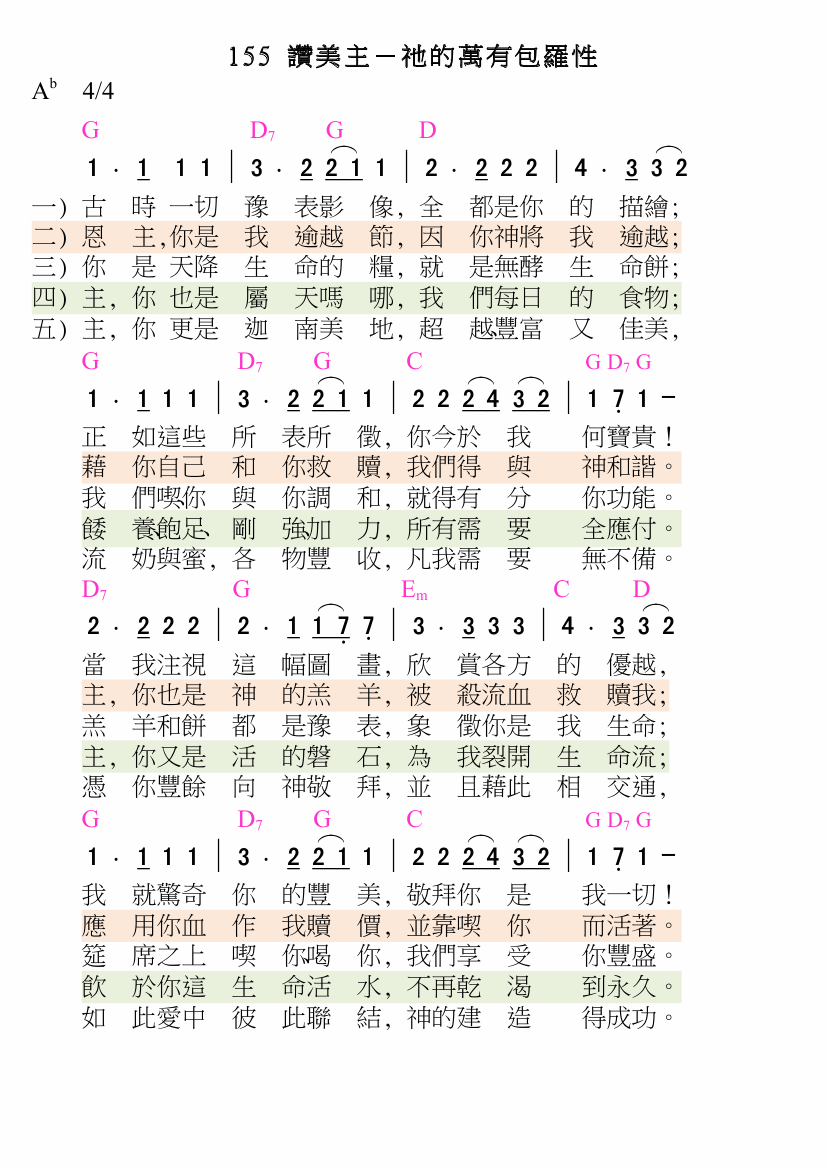 155 讚美主－祂的萬有包羅性
Ab 4/4
G D7 G D
1 · 1 1 1 | 3 · 2 2 1 1 | 2 · 2 2 2 | 4 · 3 3 2
一) 古 時 一切 豫 表影 像, 全 都是你 的 描繪;
二) 恩 主,你是 我 逾越 節, 因 你神將 我 逾越;
三) 你 是 天降 生 命的 糧, 就 是無酵 生 命餅;
四) 主, 你 也是 屬 天嗎 哪, 我 們每日 的 食物;
五) 主, 你 更是 迦 南美 地, 超 越、豐富 又 佳美,
G D7 G C G D7 G
1 · 1 1 1 | 3 · 2 2 1 1 | 2 2 2 4 3 2 | 1 7 1 -
正 如這些 所 表所 徵, 你今於 我 何寶貴!
藉 你自己 和 你救 贖, 我們得 與 神和諧。
我 們喫你 與 你調 和, 就得有 分 你功能。
餧 養、飽足、 剛 強、加 力, 所有需 要 全應付。
流 奶與蜜, 各 物豐 收, 凡我需 要 無不備。
D7 G Em C D
2 · 2 2 2 | 2 · 1 1 7 7 | 3 · 3 3 3 | 4 · 3 3 2
當 我注視 這 幅圖 畫, 欣 賞各方 的 優越,
主, 你也是 神 的羔 羊, 被 殺流血 救 贖我;
羔 羊和餅 都 是豫 表, 象 徵你是 我 生命;
主, 你又是 活 的磐 石, 為 我裂開 生 命流;
憑 你豐餘 向 神敬 拜, 並 且藉此 相 交通,
G D7 G C G D7 G
1 · 1 1 1 | 3 · 2 2 1 1 | 2 2 2 4 3 2 | 1 7 1 -
我 就驚奇 你 的豐 美, 敬拜你 是 我一切!
應 用你血 作 我贖 價, 並靠喫 你 而活著。
筵 席之上 喫 你、喝 你, 我們享 受 你豐盛。
飲 於你這 生 命活 水, 不再乾 渴 到永久。
如 此愛中 彼 此聯 結, 神的建 造 得成功。